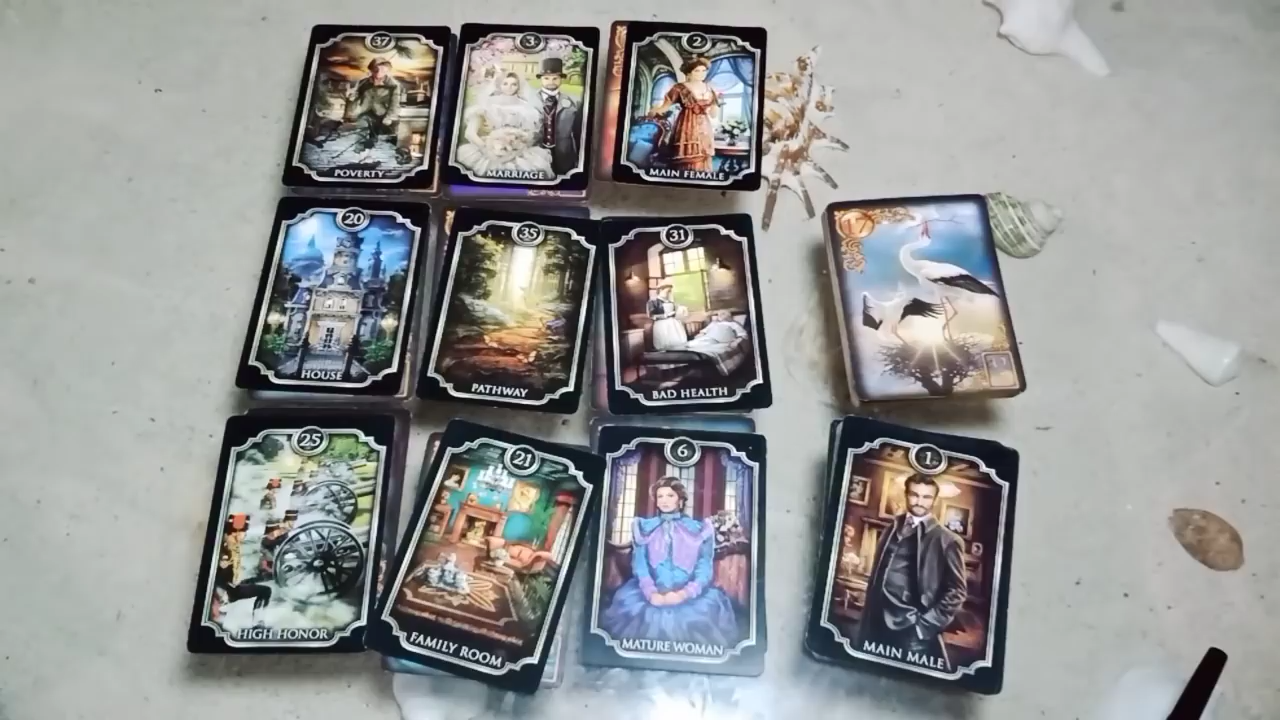 37
POVERTY
3
MARRIAGE
2
MAIN FEMALE
20
HOUSE
35
PATHWAY
31
BAD HEALTH
17
25
HIGH HONOR
21
FAMILY ROOM
6
MATURE WOMAN
1
MAIN MALE